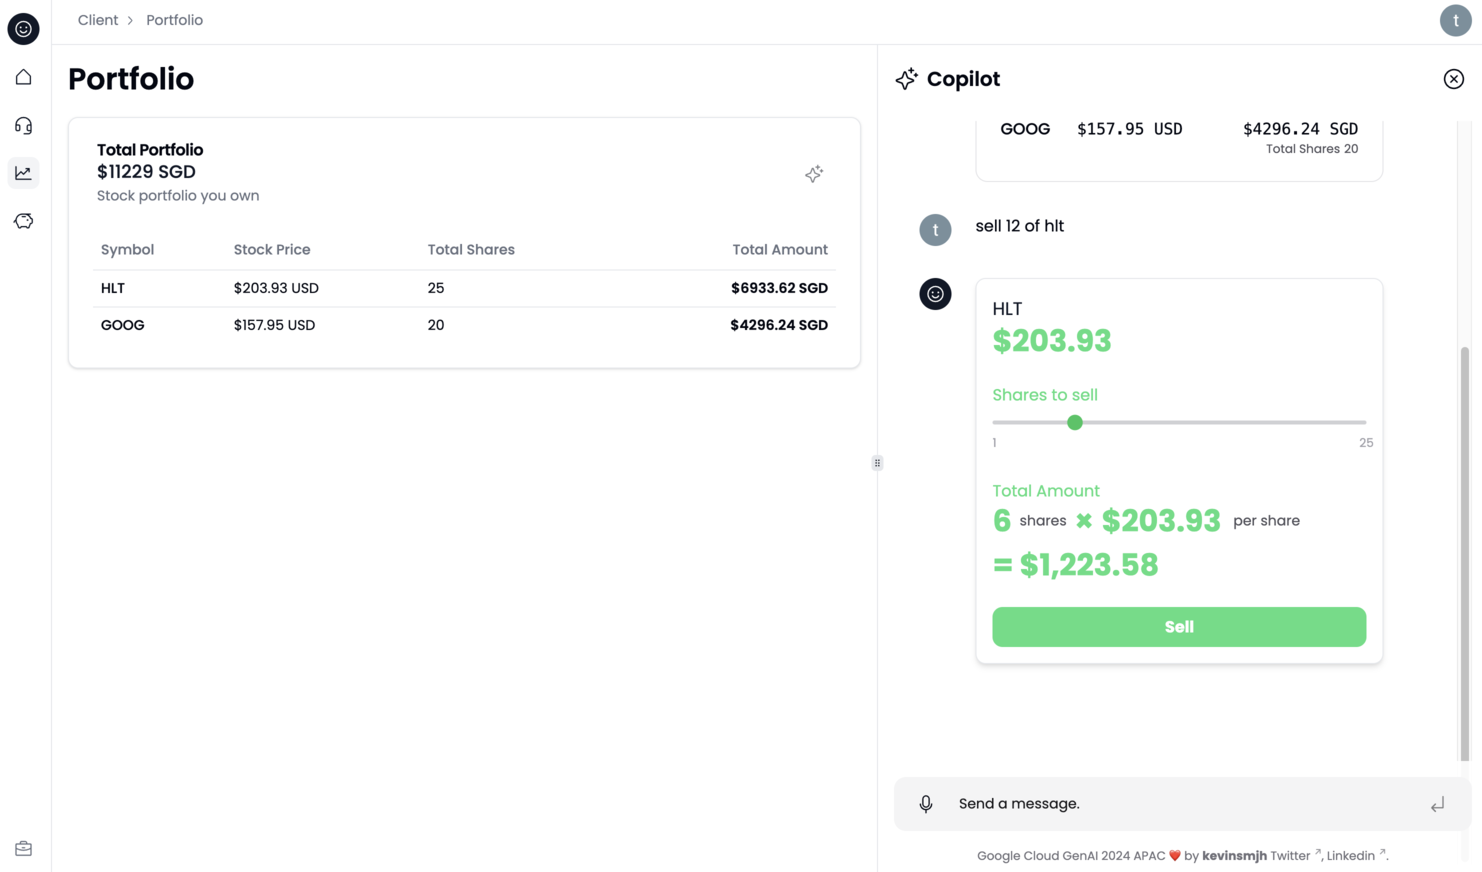 Client > Portfolio
t
Portfolio
Total Portfolio
$11229 SGD
Stock portfolio you own
Symbol Stock Price Total Shares Total Amount
HLT $203.93 USD 25 $6933.62 SGD
GOOG $157.95 USD 20 $4296.24 SGD
Copilot
GOOG $157.95 USD $4296.24 SGD
Total Shares 20
t sell 12 of hlt
HLT
$203.93
Shares to sell
1 25
Total Amount
6 shares × $203.93 per share
= $1,223.58
Sell
Send a message.
Google Cloud GenAI 2024 APAC ❤️ by kevinsmjh Twitter ↗, Linkedin ↗.